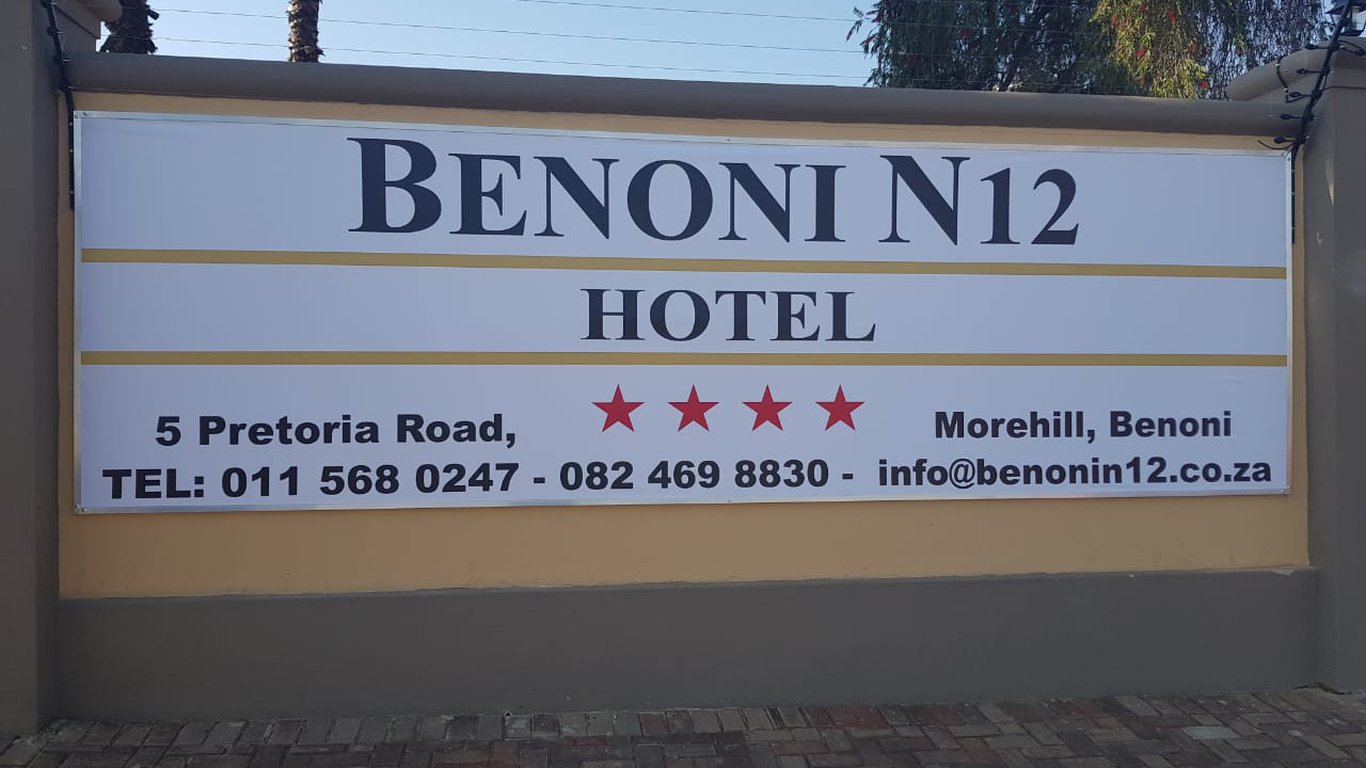 BENONI N12
HOTEL
5 Pretoria Road, Morehill, Benoni
TEL: 011 568 0247 - 082 469 8830 - info@benonin12.co.za